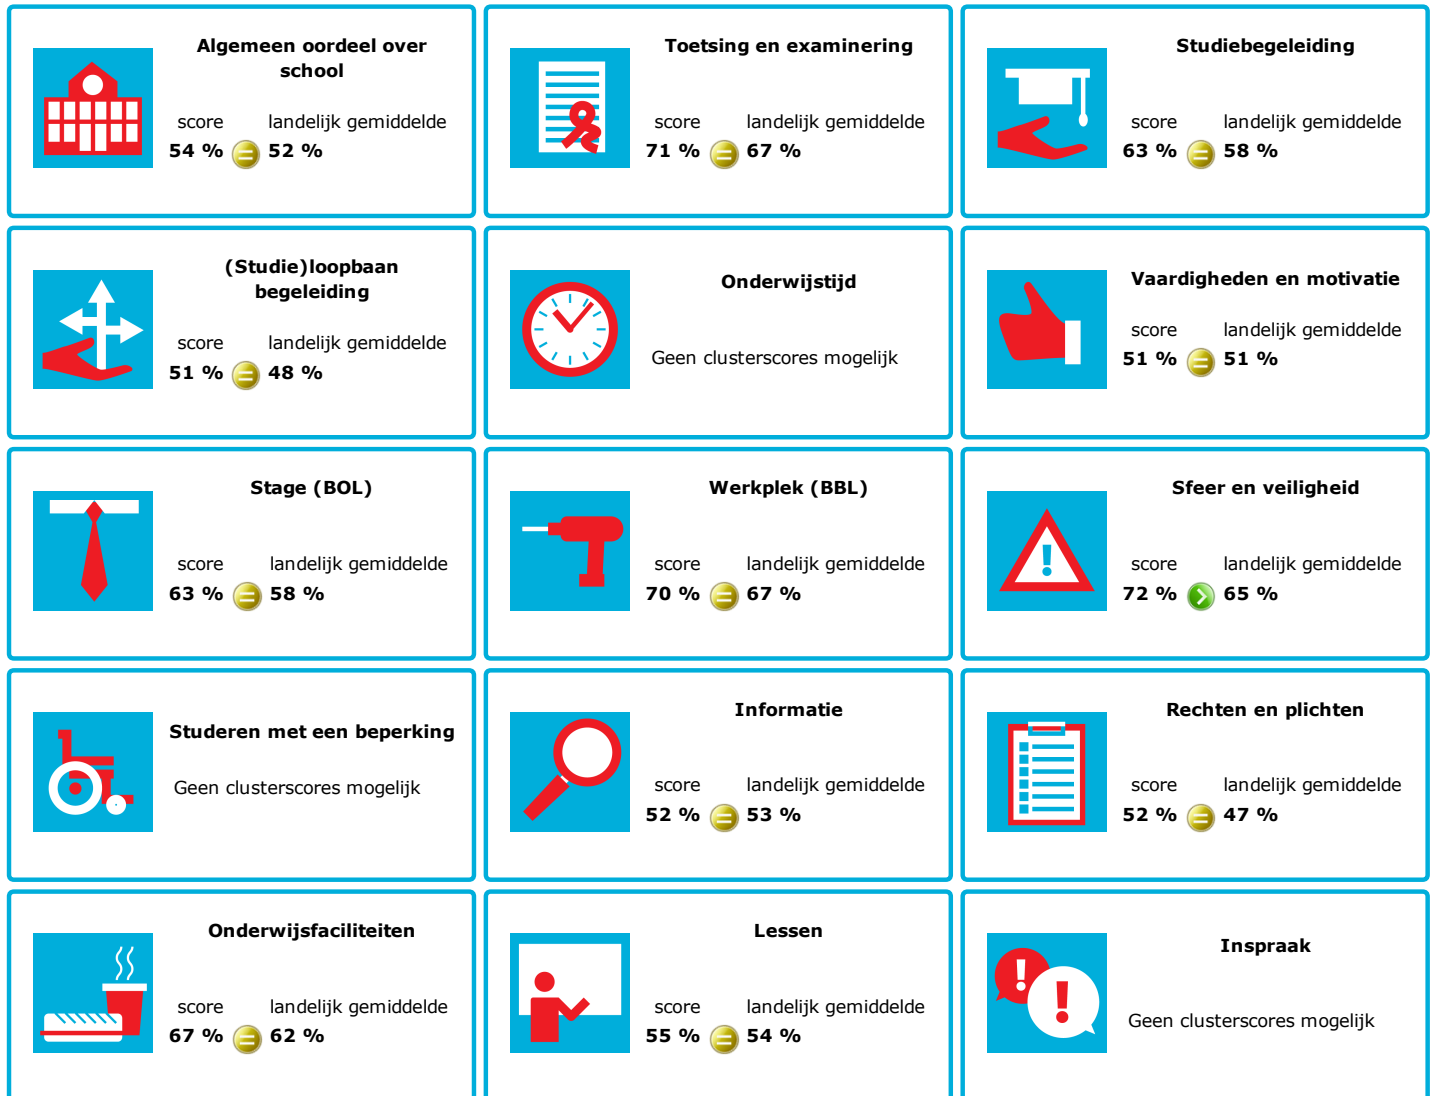 Algemeen oordeel over
school
score landelijk gemiddelde
54 % = 52 %
Toetsing en examinering
score landelijk gemiddelde
71 % = 67 %
Studiebegeleiding
score landelijk gemiddelde
63 % = 58 %
(Studie)loopbaan
begeleiding
score landelijk gemiddelde
51 % = 48 %
Onderwijstijd
Geen clusterscores mogelijk
Vaardigheden en motivatie
score landelijk gemiddelde
51 % = 51 %
Stage (BOL)
score landelijk gemiddelde
63 % = 58 %
Werkplek (BBL)
score landelijk gemiddelde
70 % = 67 %
Sfeer en veiligheid
score landelijk gemiddelde
72 % > 65 %
Studeren met een beperking
Geen clusterscores mogelijk
Informatie
score landelijk gemiddelde
52 % = 53 %
Rechten en plichten
score landelijk gemiddelde
52 % = 47 %
Onderwijsfaciliteiten
score landelijk gemiddelde
67 % = 62 %
Lessen
score landelijk gemiddelde
55 % = 54 %
Inspraak
Geen clusterscores mogelijk